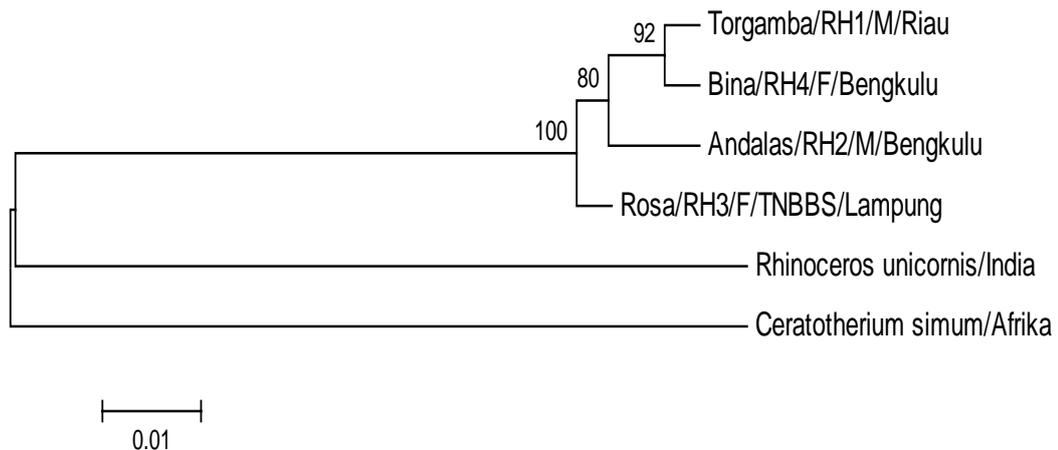 92
Torgamba/RH1/M/Riau
80
Bina/RH4/F/Bengkulu
100
Andalas/RH2/M/Bengkulu
Rosa/RH3/F/TNBBS/Lampung
Rhinoceros unicornis/India
Ceratotherium simum/Afrika
0.01